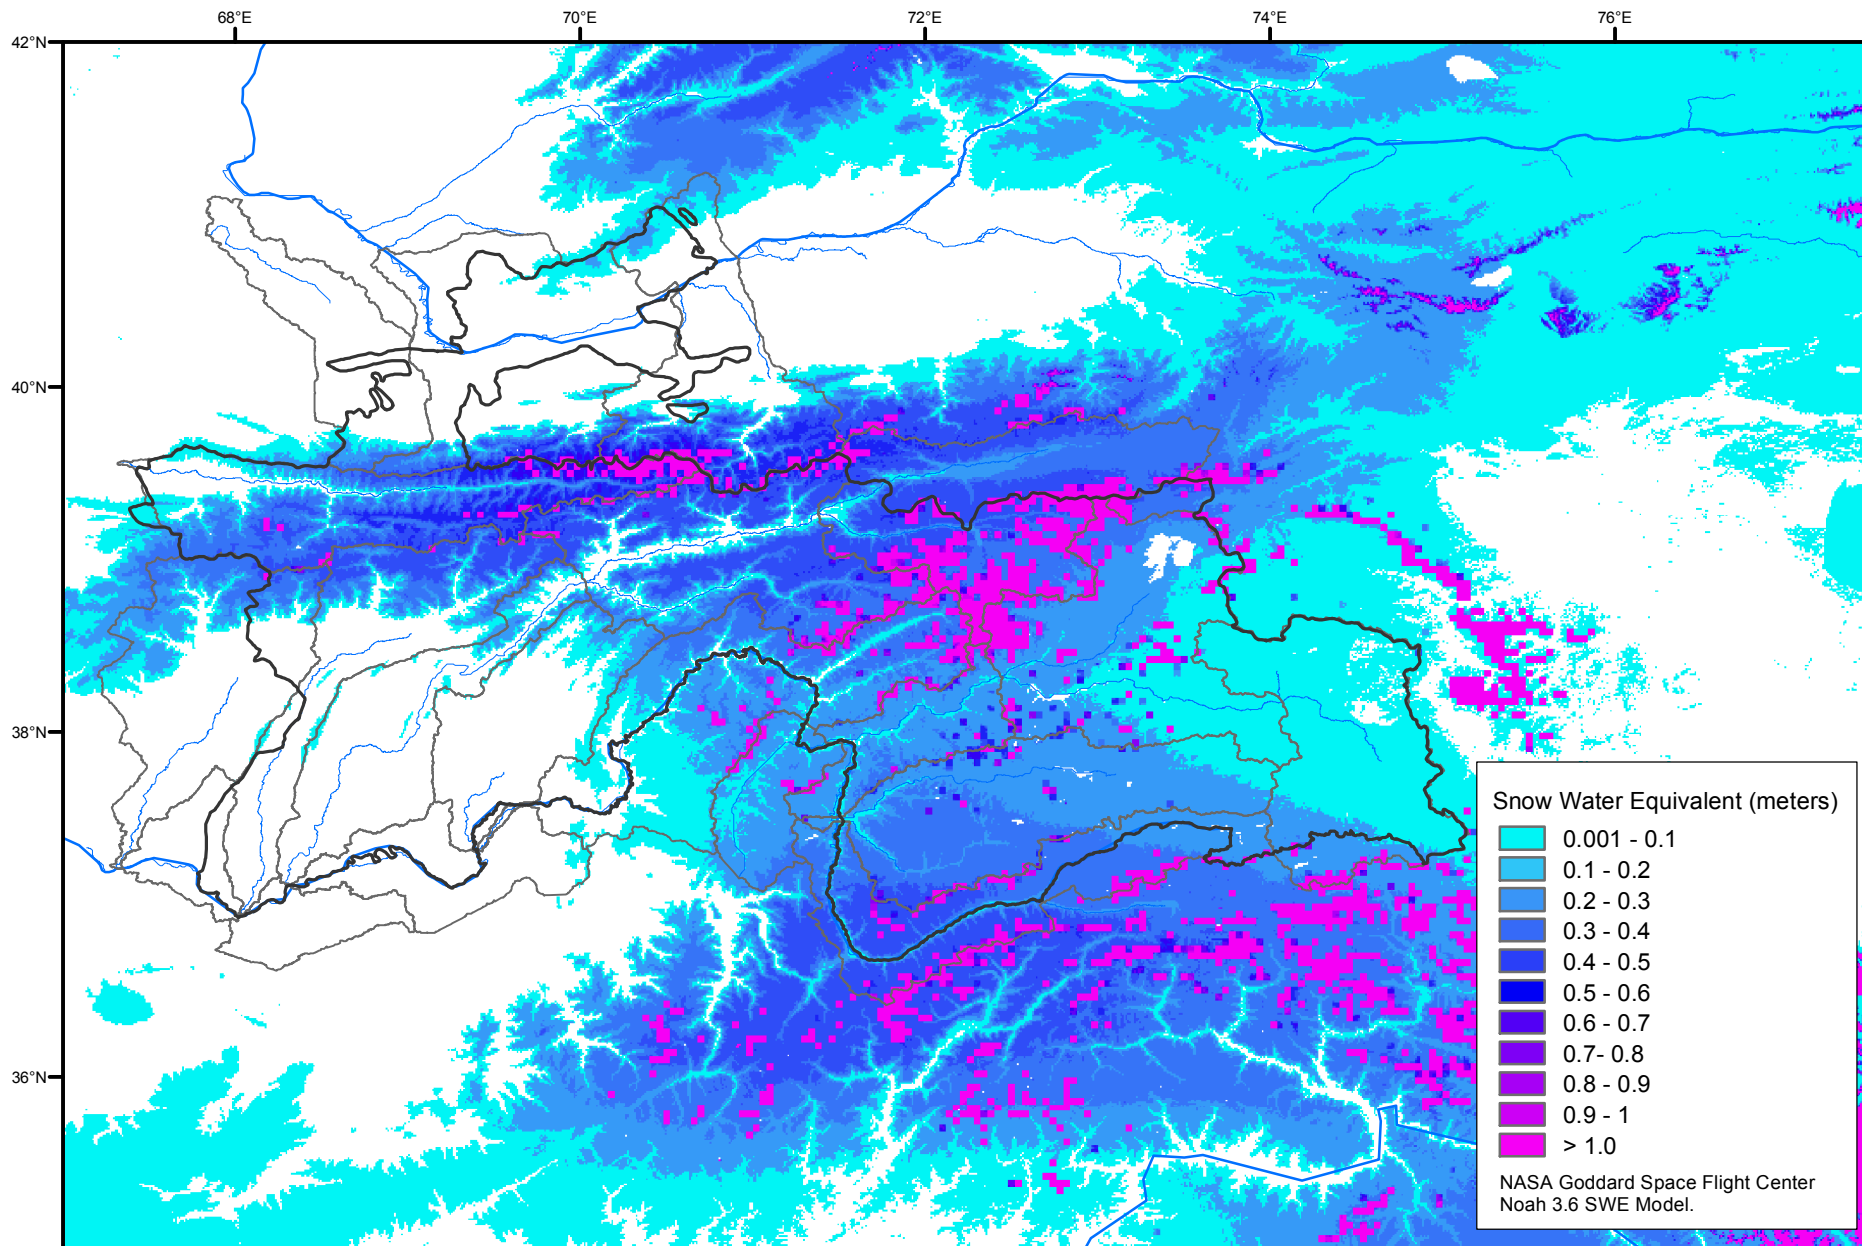 68°E 70°E 72°E 74°E 76°E
42°N
40°N
38°N
36°N
Snow Water Equivalent (meters)
0.001 - 0.1
0.1 - 0.2
0.2 - 0.3
0.3 - 0.4
0.4 - 0.5
0.5 - 0.6
0.6 - 0.7
0.7- 0.8
0.8 - 0.9
0.9 - 1
> 1.0
NASA Goddard Space Flight Center
Noah 3.6 SWE Model.